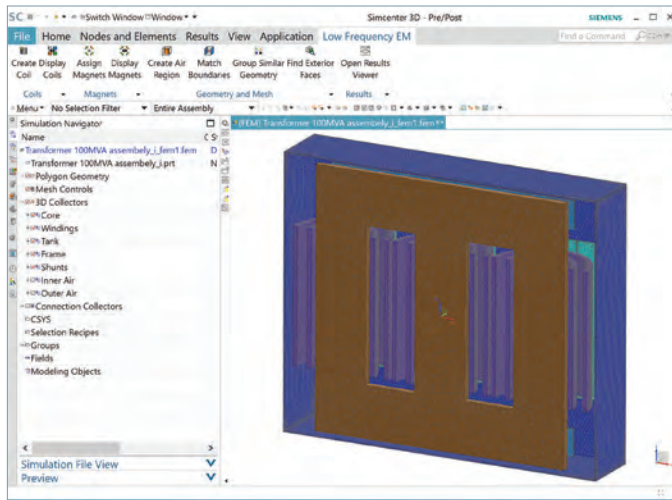 SC Switch Window Window Simcenter 3D - Pre/Post SIEMENS
File Home Nodes and Elements Results View Application Low Frequency EM Find a Command
Create Display Assign Display Create Air Match Group Similar Find Exterior Open Results
Coil Coils Magnets Magnets Region Boundaries Geometry Faces Viewer
Coils Magnets Geometry and Mesh Results
Menu No Selection Filter Entire Assembly
Simulation Navigator
(FEM) Transformer 100MVA assembely_i_fem1.fem
Name
Transformer 100MVA assembely_i_fem1.fem D
Transformer 100MVA assembely_i.prt N
Polygon Geometry
Mesh Controls
3D Collectors
Core
Windings
Tank
Frame
Shunts
Inner Air
Outer Air
Connection Collectors
CSYS
Selection Recipes
Groups
Fields
Modeling Objects
Simulation File View
Preview